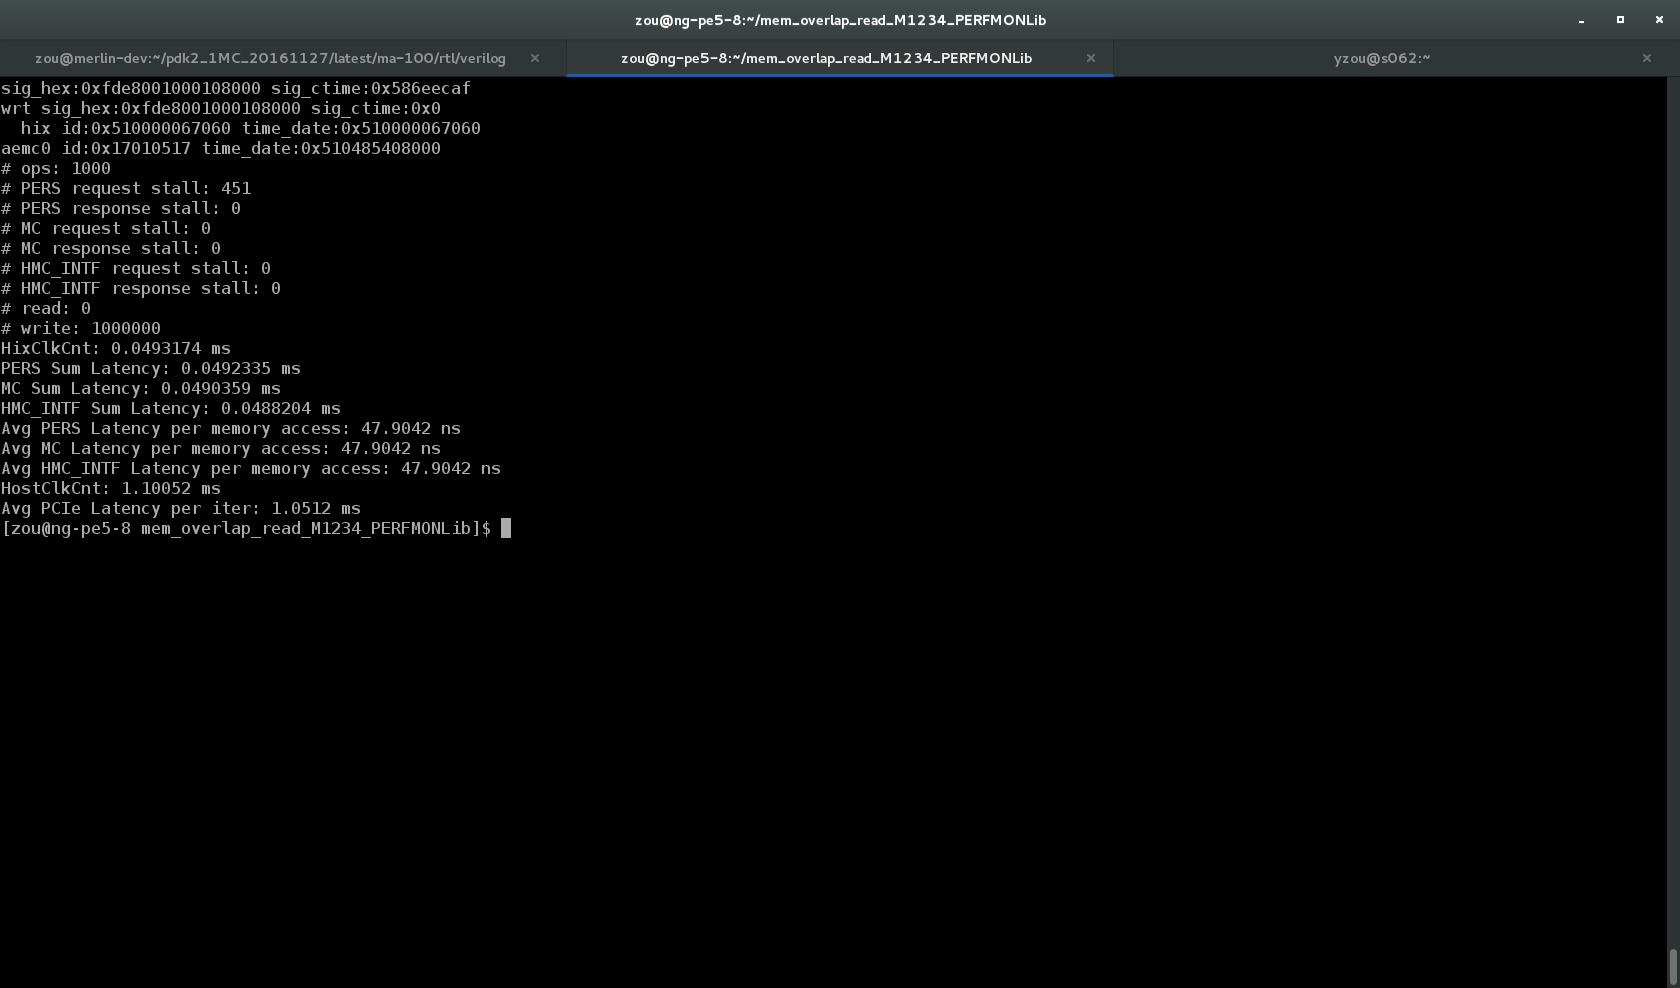 zou@ng-pe5-8:~/mem_overlap_read_M1234_PERFMONLib
zou@merlin-dev:~/pdk2_1MC_20161127/latest/ma-100/rtl/verilog
zou@ng-pe5-8:~/mem_overlap_read_M1234_PERFMONLib
yzou@s062:~
sig_hex:0xfde8001000108000 sig_ctime:0x586eecaf
wrt sig_hex:0xfde8001000108000 sig_ctime:0x0
  hix id:0x510000067060 time_date:0x510000067060
aemc0 id:0x17010517 time_date:0x510485408000
# ops: 1000
# PERS request stall: 451
# PERS response stall: 0
# MC request stall: 0
# MC response stall: 0
# HMC_INTF request stall: 0
# HMC_INTF response stall: 0
# read: 0
# write: 1000000
HixClkCnt: 0.0493174 ms
PERS Sum Latency: 0.0492335 ms
MC Sum Latency: 0.0490359 ms
HMC_INTF Sum Latency: 0.0488204 ms
Avg PERS Latency per memory access: 47.9042 ns
Avg MC Latency per memory access: 47.9042 ns
Avg HMC_INTF Latency per memory access: 47.9042 ns
HostClkCnt: 1.10052 ms
Avg PCIe Latency per iter: 1.0512 ms
[zou@ng-pe5-8 mem_overlap_read_M1234_PERFMONLib]$